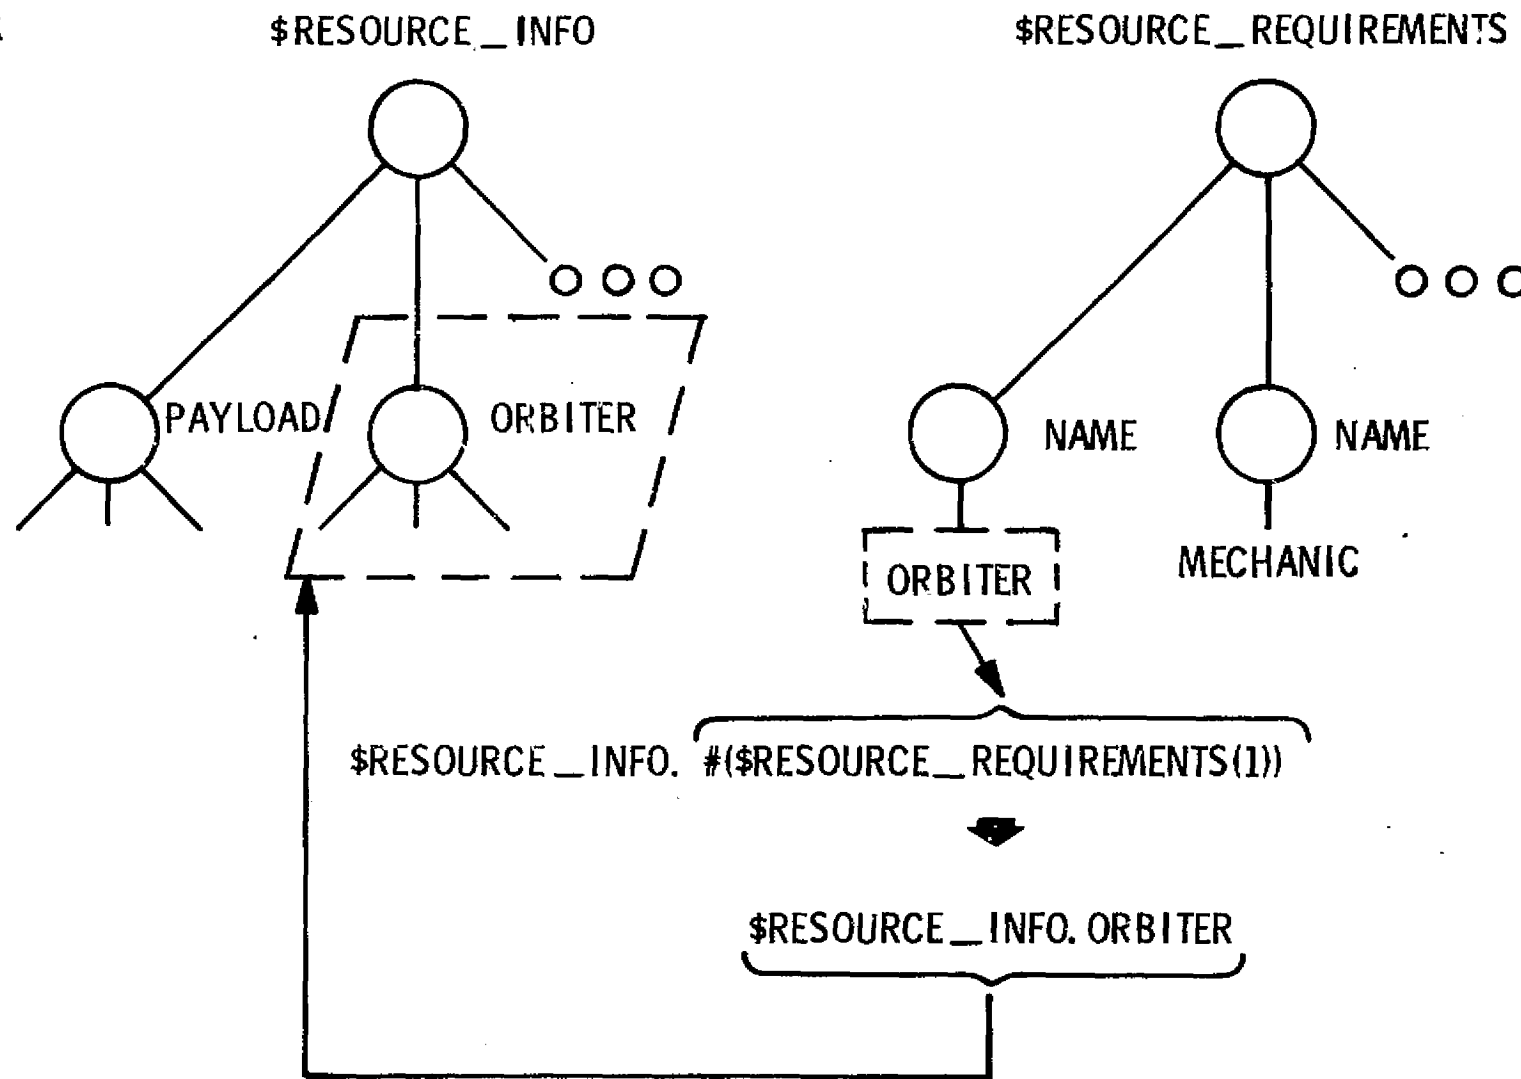 $RESOURCE_INFO
$RESOURCE_REQUIREMENTS
PAYLOAD
ORBITER
NAME
NAME
ORBITER
MECHANIC
$RESOURCE_INFO. #($RESOURCE_REQUIREMENTS(1))
$RESOURCE_INFO. ORBITER